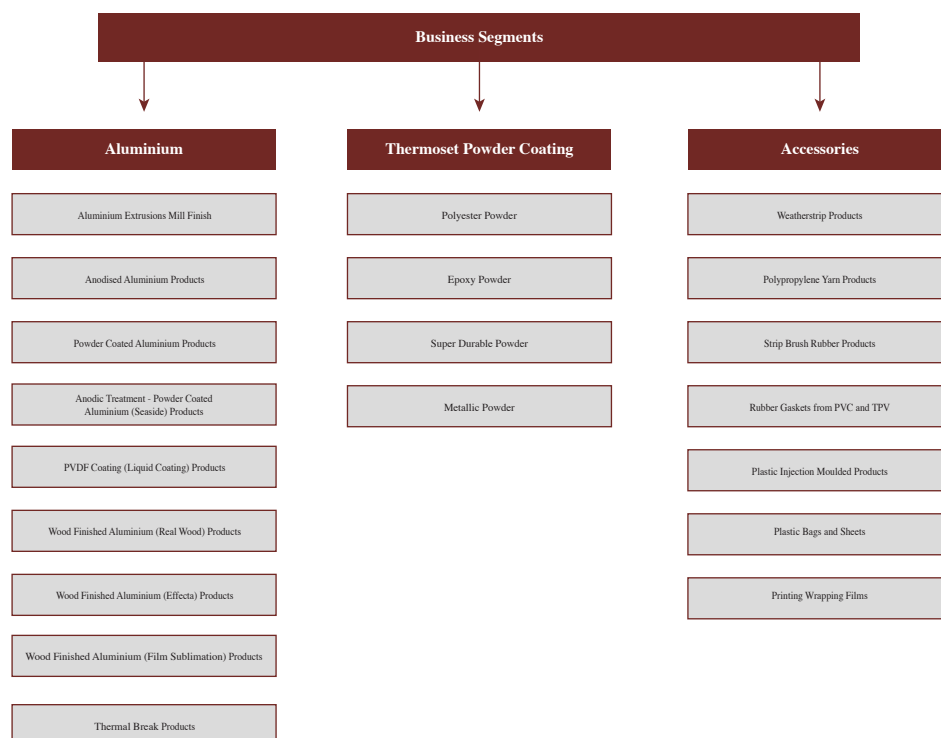 Business Segments
Aluminium
Aluminium Extrusions Mill Finish
Anodised Aluminium Products
Powder Coated Aluminium Products
Anodic Treatment - Powder Coated
Aluminium (Seaside) Products
PVDF Coating (Liquid Coating) Products
Wood Finished Aluminium (Real Wood) Products
Wood Finished Aluminium (Effecta) Products
Wood Finished Aluminium (Film Sublimation) Products
Thermal Break Products
Thermoset Powder Coating
Polyester Powder
Epoxy Powder
Super Durable Powder
Metallic Powder
Accessories
Weatherstrip Products
Polypropylene Yarn Products
Strip Brush Rubber Products
Rubber Gaskets from PVC and TPV
Plastic Injection Moulded Products
Plastic Bags and Sheets
Printing Wrapping Films